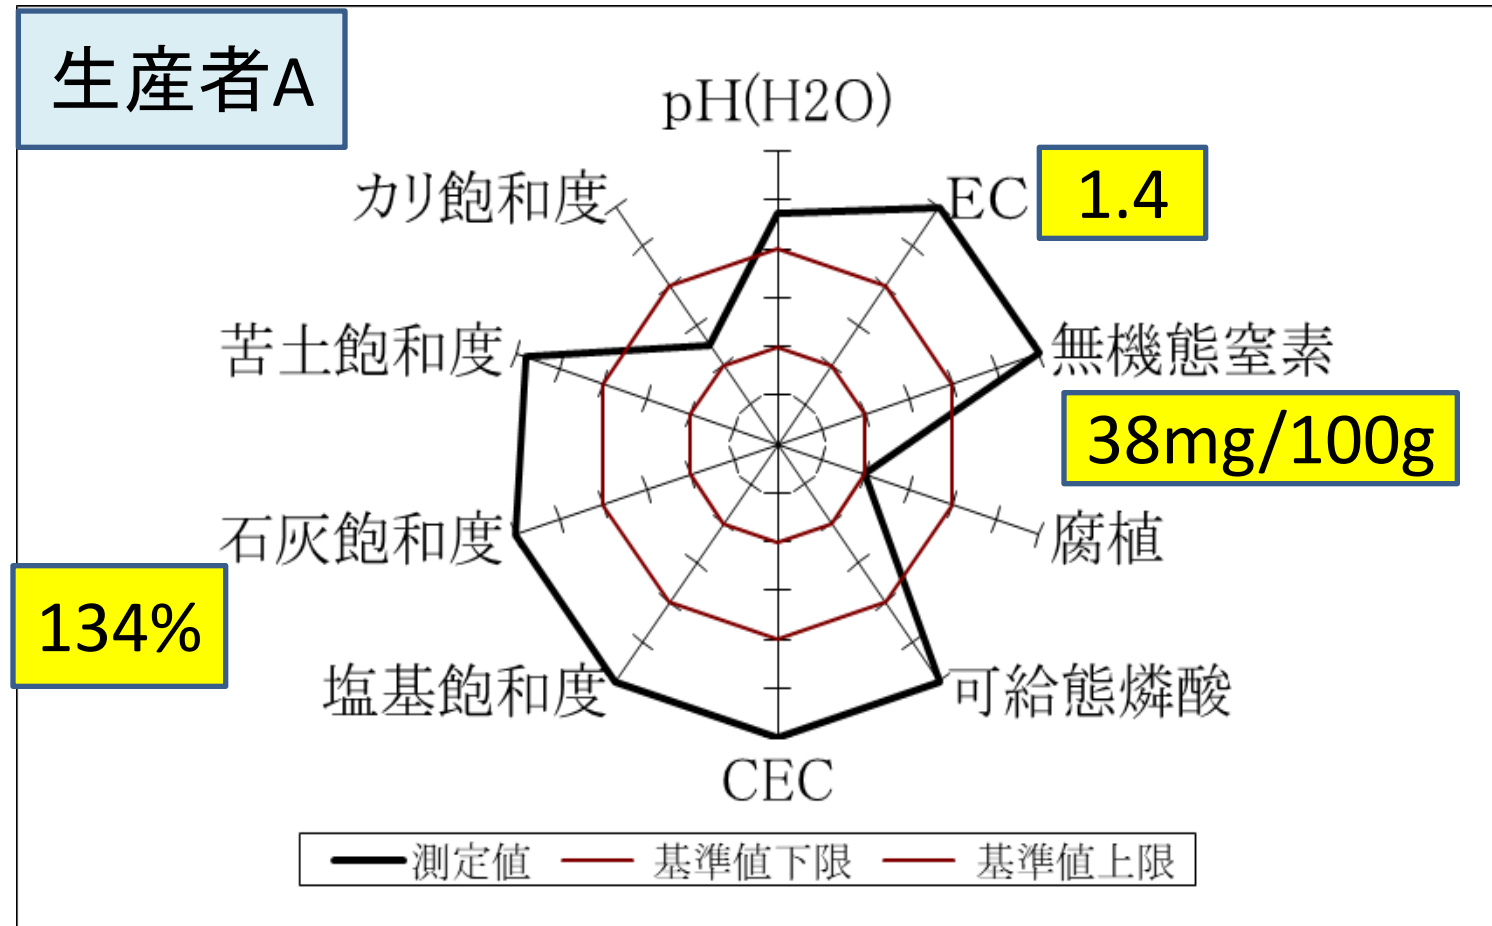 生産者A
pH(H2O)
カリ飽和度
EC
1.4
苦土飽和度
無機態窒素
38mg/100g
石灰飽和度
腐植
134%
塩基飽和度
可給態燐酸
CEC
測定値 基準値下限 基準値上限